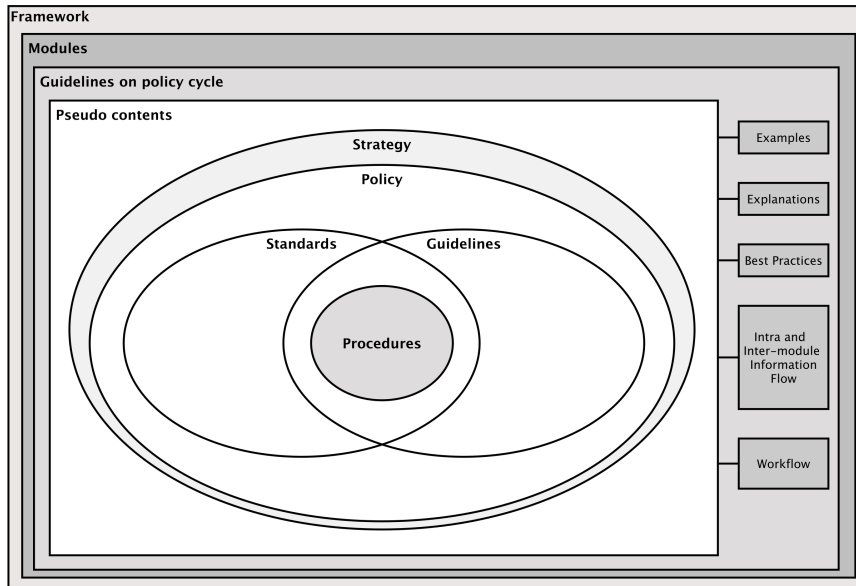 Framework
Modules
Guidelines on policy cycle
Pseudo contents
Strategy
Policy
Standards
Guidelines
Procedures
Examples
Explanations
Best Practices
Intra and
Inter-module
Information
Flow
Workflow